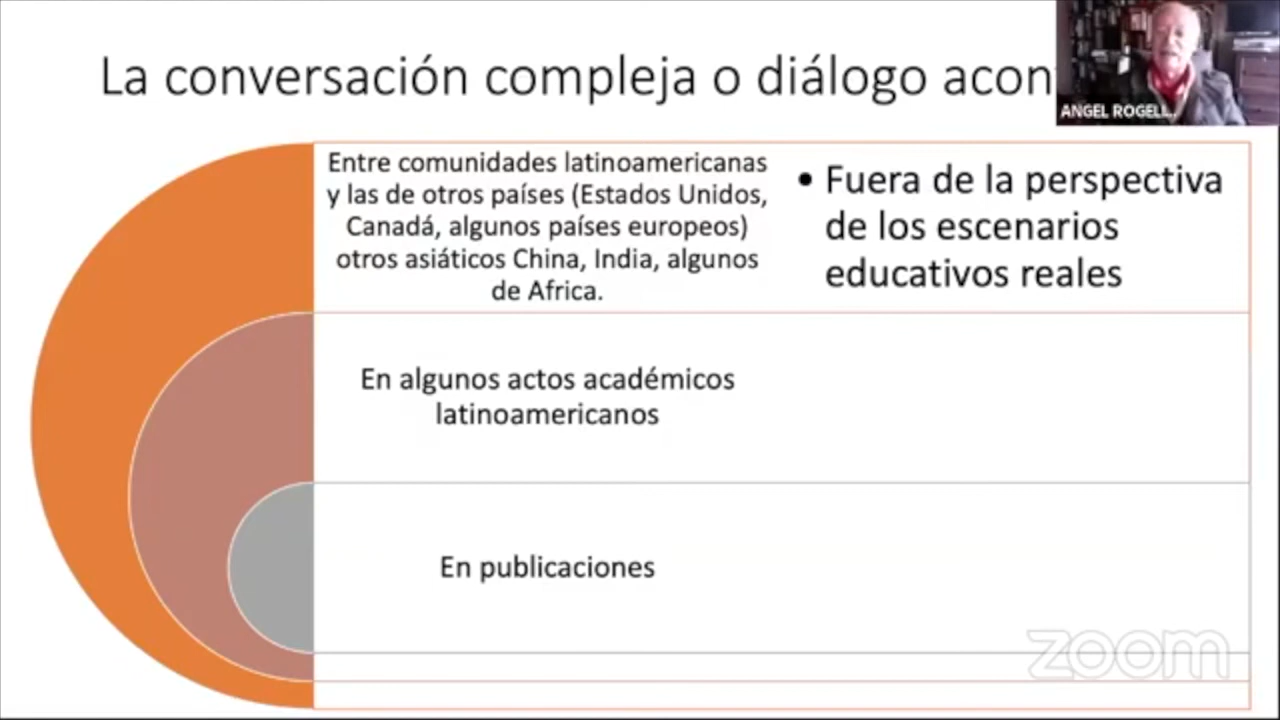 La conversación compleja o diálogo acon
ANGEL ROGELL...
Entre comunidades latinoamericanas
y las de otros países (Estados Unidos,
Canadá, algunos países europeos)
otros asiáticos China, India, algunos
de Africa.
• Fuera de la perspectiva
de los escenarios
educativos reales
En algunos actos académicos
latinoamericanos
En publicaciones
zoom